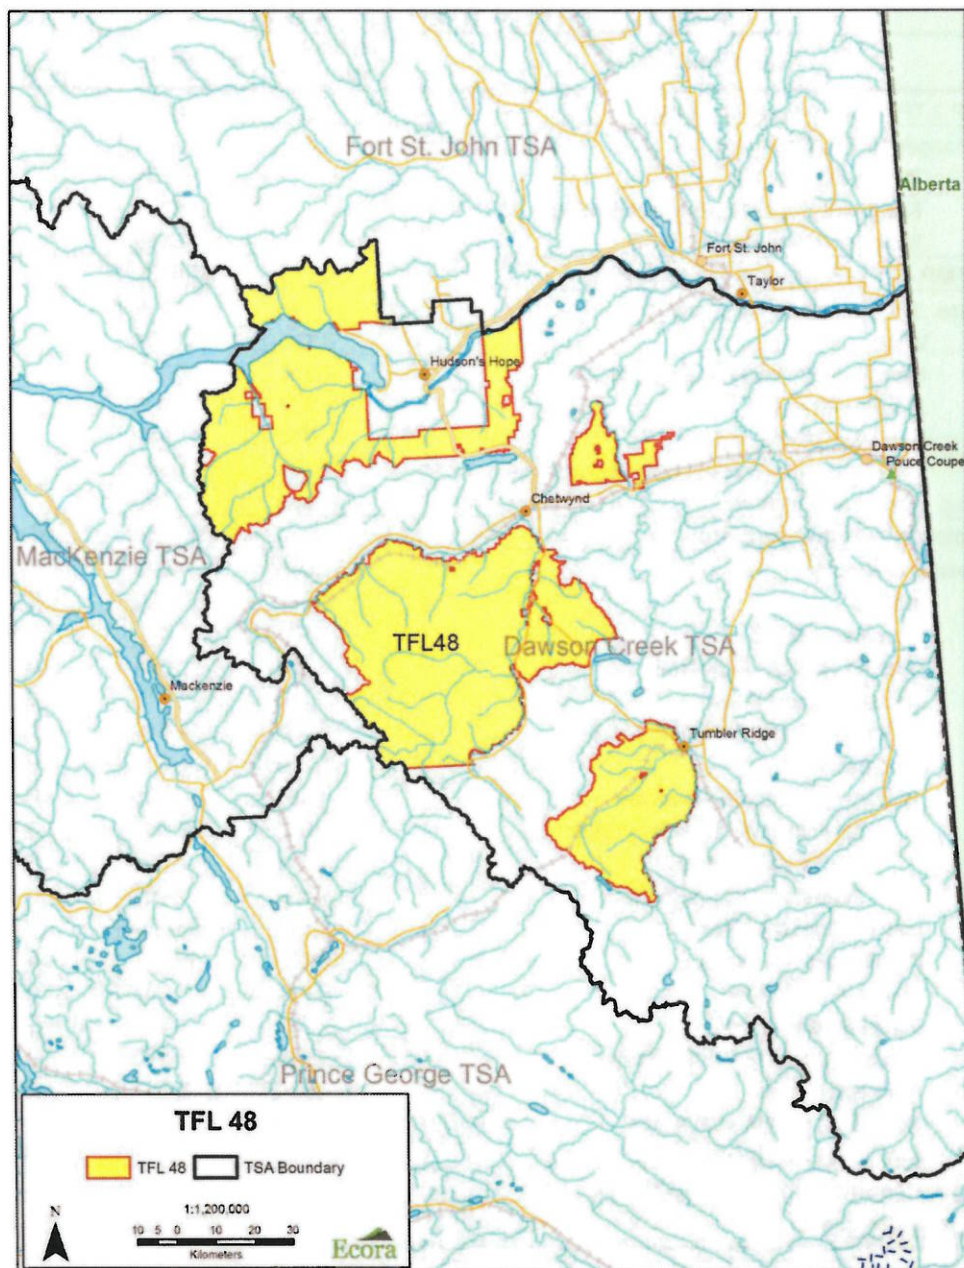 Fort St. John TSA
Alberta
Fort St. John
Taylor
Hudson's Hope
Dawson Creek
Pouce Coupe
Chetwynd
MacKenzie TSA
TFL48
Dawson Creek TSA
Mackenzie
Tumbler Ridge
Prince George TSA
TFL 48
TFL 48
TSA Boundary
N
1:1,200,000
10 5 0 10 20 30
Kilometers
Ecora